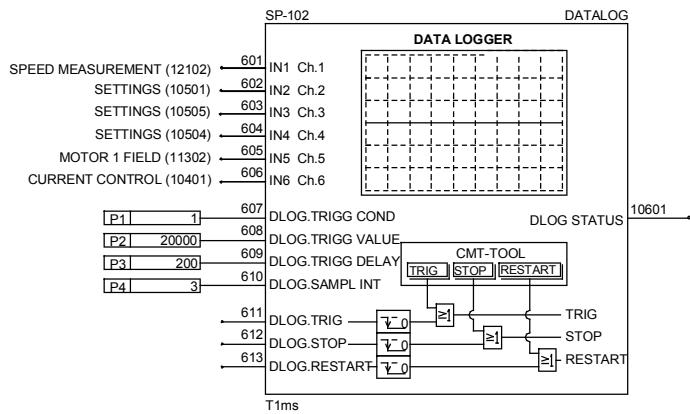 SP-102 DATALOG
DATA LOGGER
SPEED MEASUREMENT (12102) 601 IN1 Ch.1
SETTINGS (10501) 602 IN2 Ch.2
SETTINGS (10505) 603 IN3 Ch.3
SETTINGS (10504) 604 IN4 Ch.4
MOTOR 1 FIELD (11302) 605 IN5 Ch.5
CURRENT CONTROL (10401) 606 IN6 Ch.6
P1 1 607 DLOG.TRIGG COND
DLOG STATUS 10601
P2 20000 608 DLOG.TRIGG VALUE
P3 200 609 DLOG.TRIGG DELAY
P4 3 610 DLOG.SAMPL INT
CMT-TOOL
TRIG STOP RESTART
611 DLOG.TRIG 0 ≥1 TRIG
612 DLOG.STOP 0 ≥1 STOP
613 DLOG.RESTART 0 ≥1 RESTART
T1ms